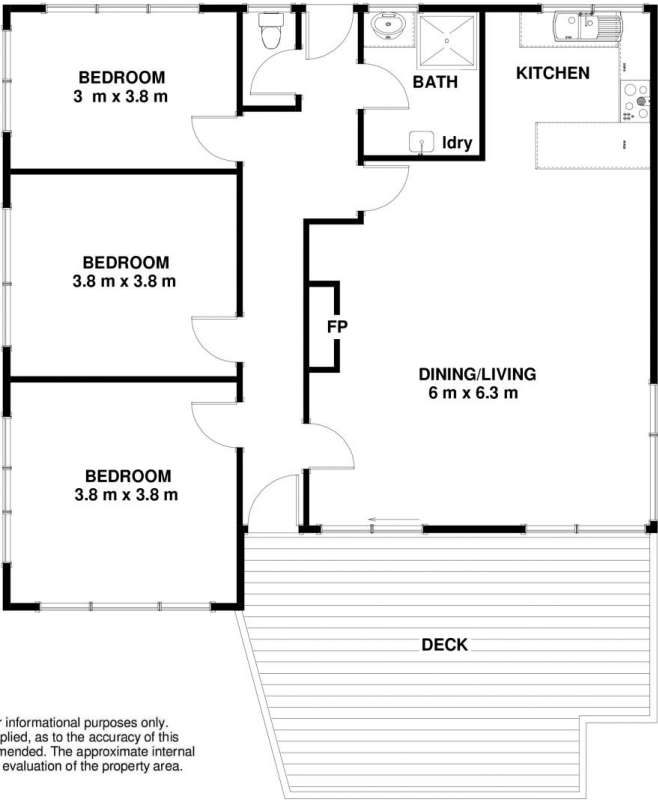 BEDROOM
3 m x 3.8 m
BATH
ldry
KITCHEN
BEDROOM
3.8 m x 3.8 m
FP
DINING/LIVING
6 m x 6.3 m
BEDROOM
3.8 m x 3.8 m
DECK
informational purposes only.
as to the accuracy of this
The approximate internal
evaluation of the property area.